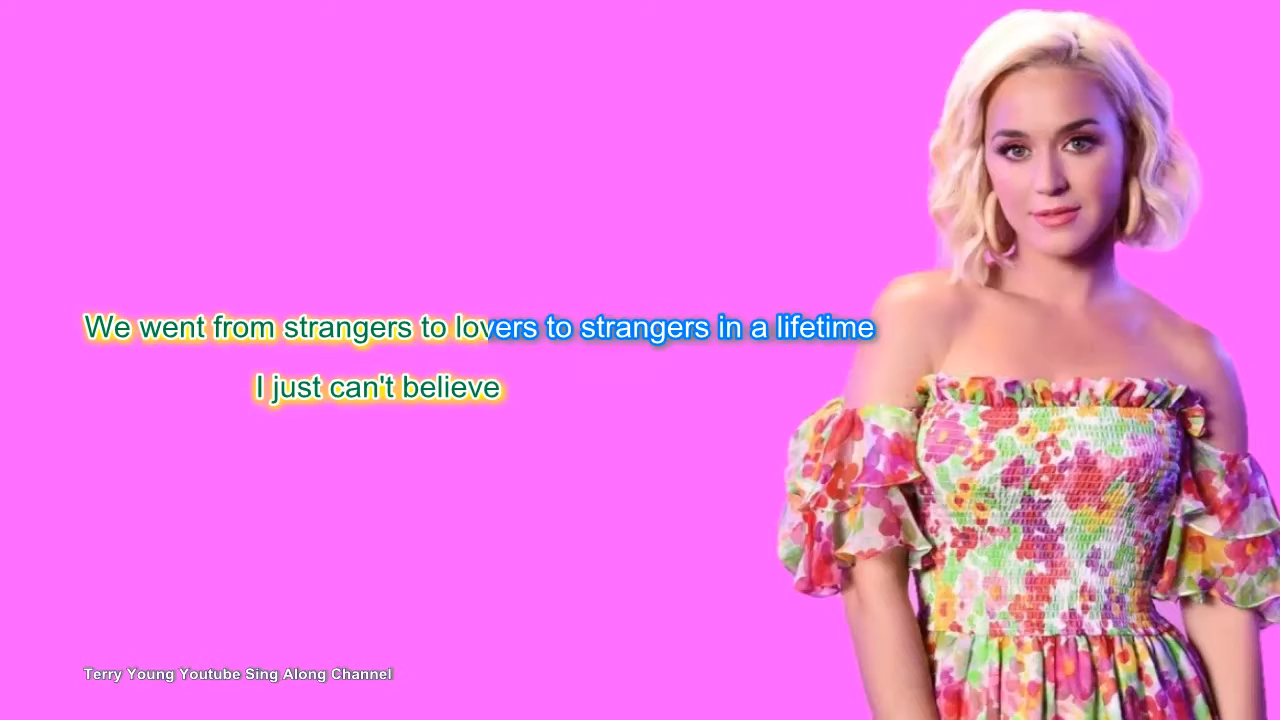 We went from strangers to lovers to strangers in a lifetime
I just can't believe
Terry Young Youtube Sing Along Channel